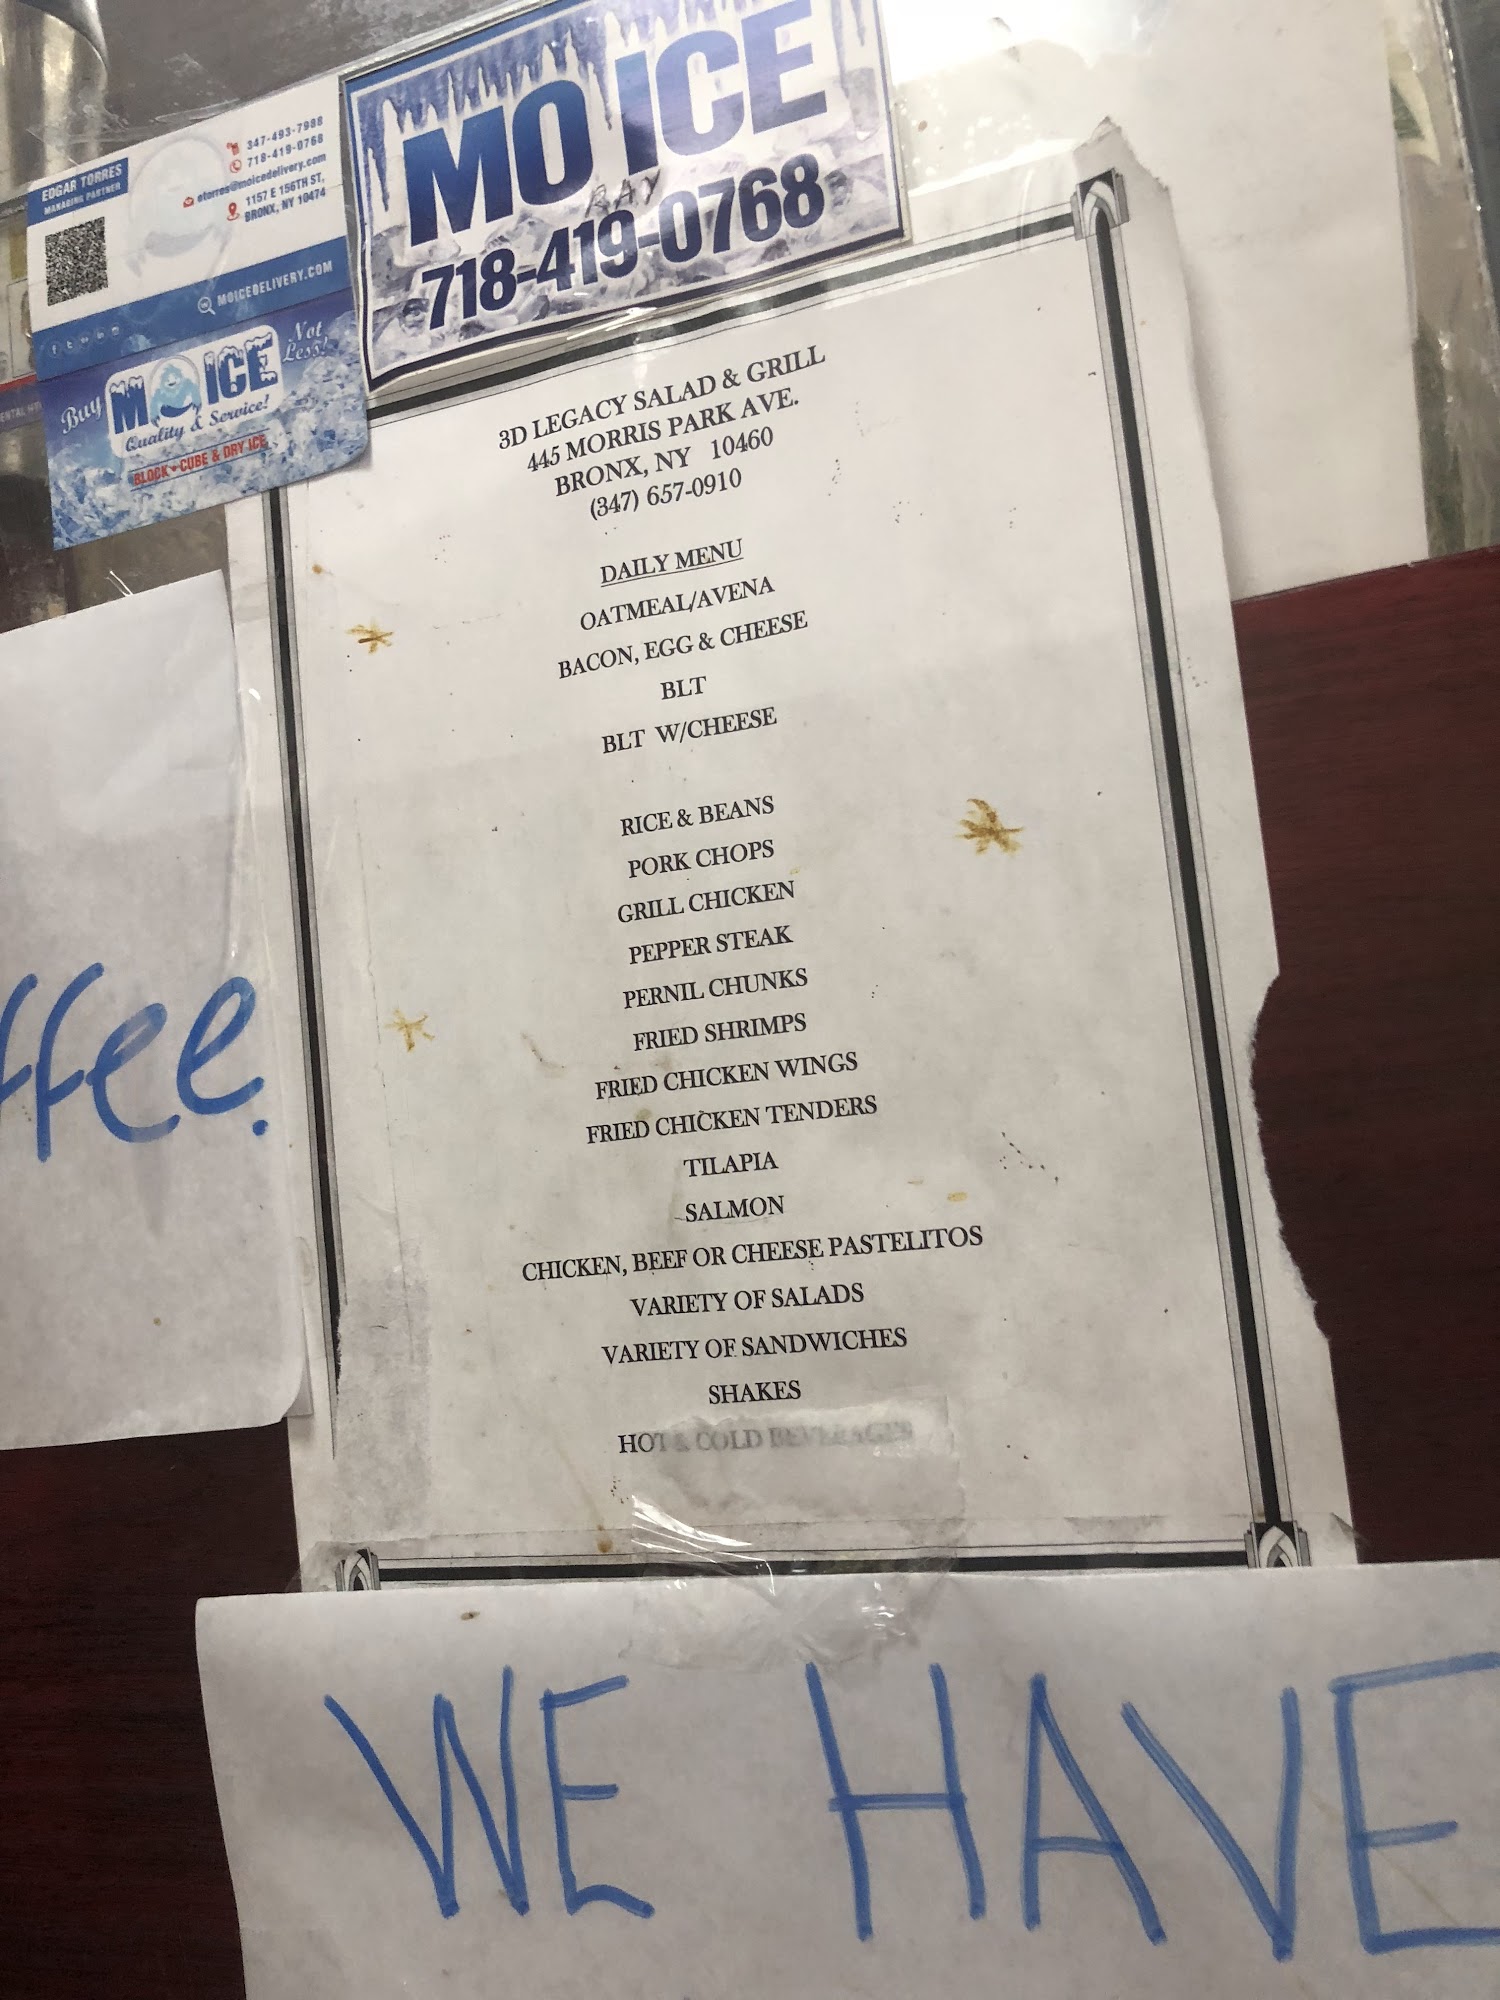 MO ICE
RAY
718-419-0768
EDGAR TORRES
MANAGING PARTNER
347-493-7988
718-419-0768
etorres@moicedelivery.com
1157 E 156TH ST,
BRONX, NY 10474
MOICEDELIVERY.COM
Buy
MO ICE
Not
Less!
Quality & Service!
BLOCK • CUBE & DRY ICE
3D LEGACY SALAD & GRILL
445 MORRIS PARK AVE.
BRONX, NY 10460
(347) 657-0910
DAILY MENU
OATMEAL/AVENA
BACON, EGG & CHEESE
BLT
BLT W/CHEESE
RICE & BEANS
PORK CHOPS
GRILL CHICKEN
PEPPER STEAK
PERNIL CHUNKS
FRIED SHRIMPS
FRIED CHICKEN WINGS
FRIED CHICKEN TENDERS
TILAPIA
SALMON
CHICKEN, BEEF OR CHEESE PASTELITOS
VARIETY OF SALADS
VARIETY OF SANDWICHES
SHAKES
HOT & COLD BEVERAGES
ffee.
WE HAVE